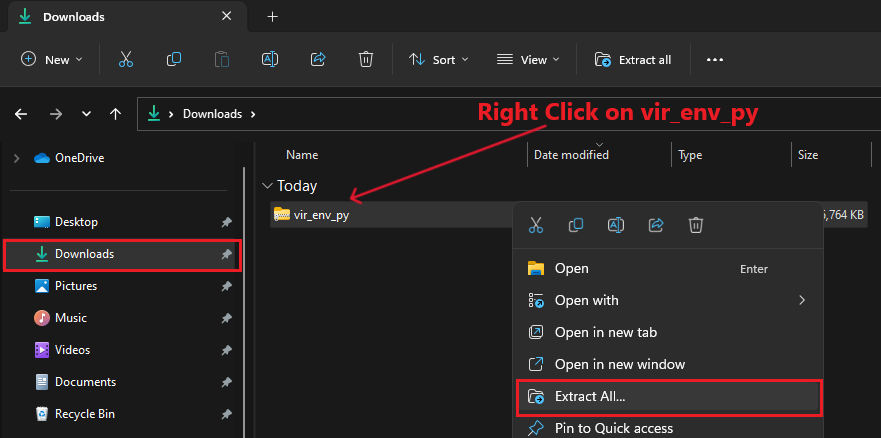 Downloads
New
Sort
View
Extract all
Downloads
Right Click on vir_env_py
OneDrive
Name
Date modified
Type
Size
Today
vir_env_py
6,764 KB
Desktop
Downloads
Pictures
Music
Videos
Documents
Recycle Bin
Open Enter
Open with
Open in new tab
Open in new window
Extract All...
Pin to Quick access